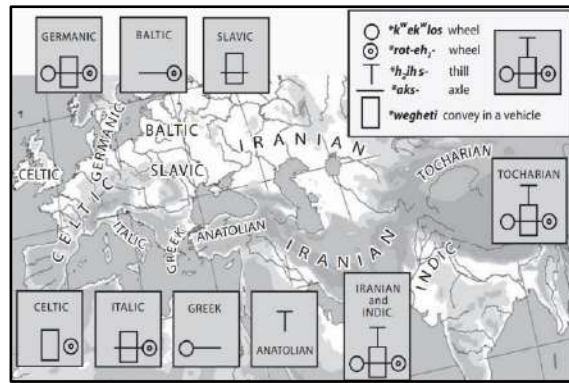 GERMANIC
BALTIC
SLAVIC
*kʷekʷlos wheel
*rot-eh₂- wheel
*h₂ihs- thill
*aks- axle
*wegheti convey in a vehicle
GERMANIC
BALTIC
SLAVIC
IRANIAN
CELTIC
CELTIC
ITALIC
GREEK
ANATOLIAN
IRANIAN
TOCHARIAN
INDIC
TOCHARIAN
CELTIC
ITALIC
GREEK
ANATOLIAN
IRANIAN
and
INDIC